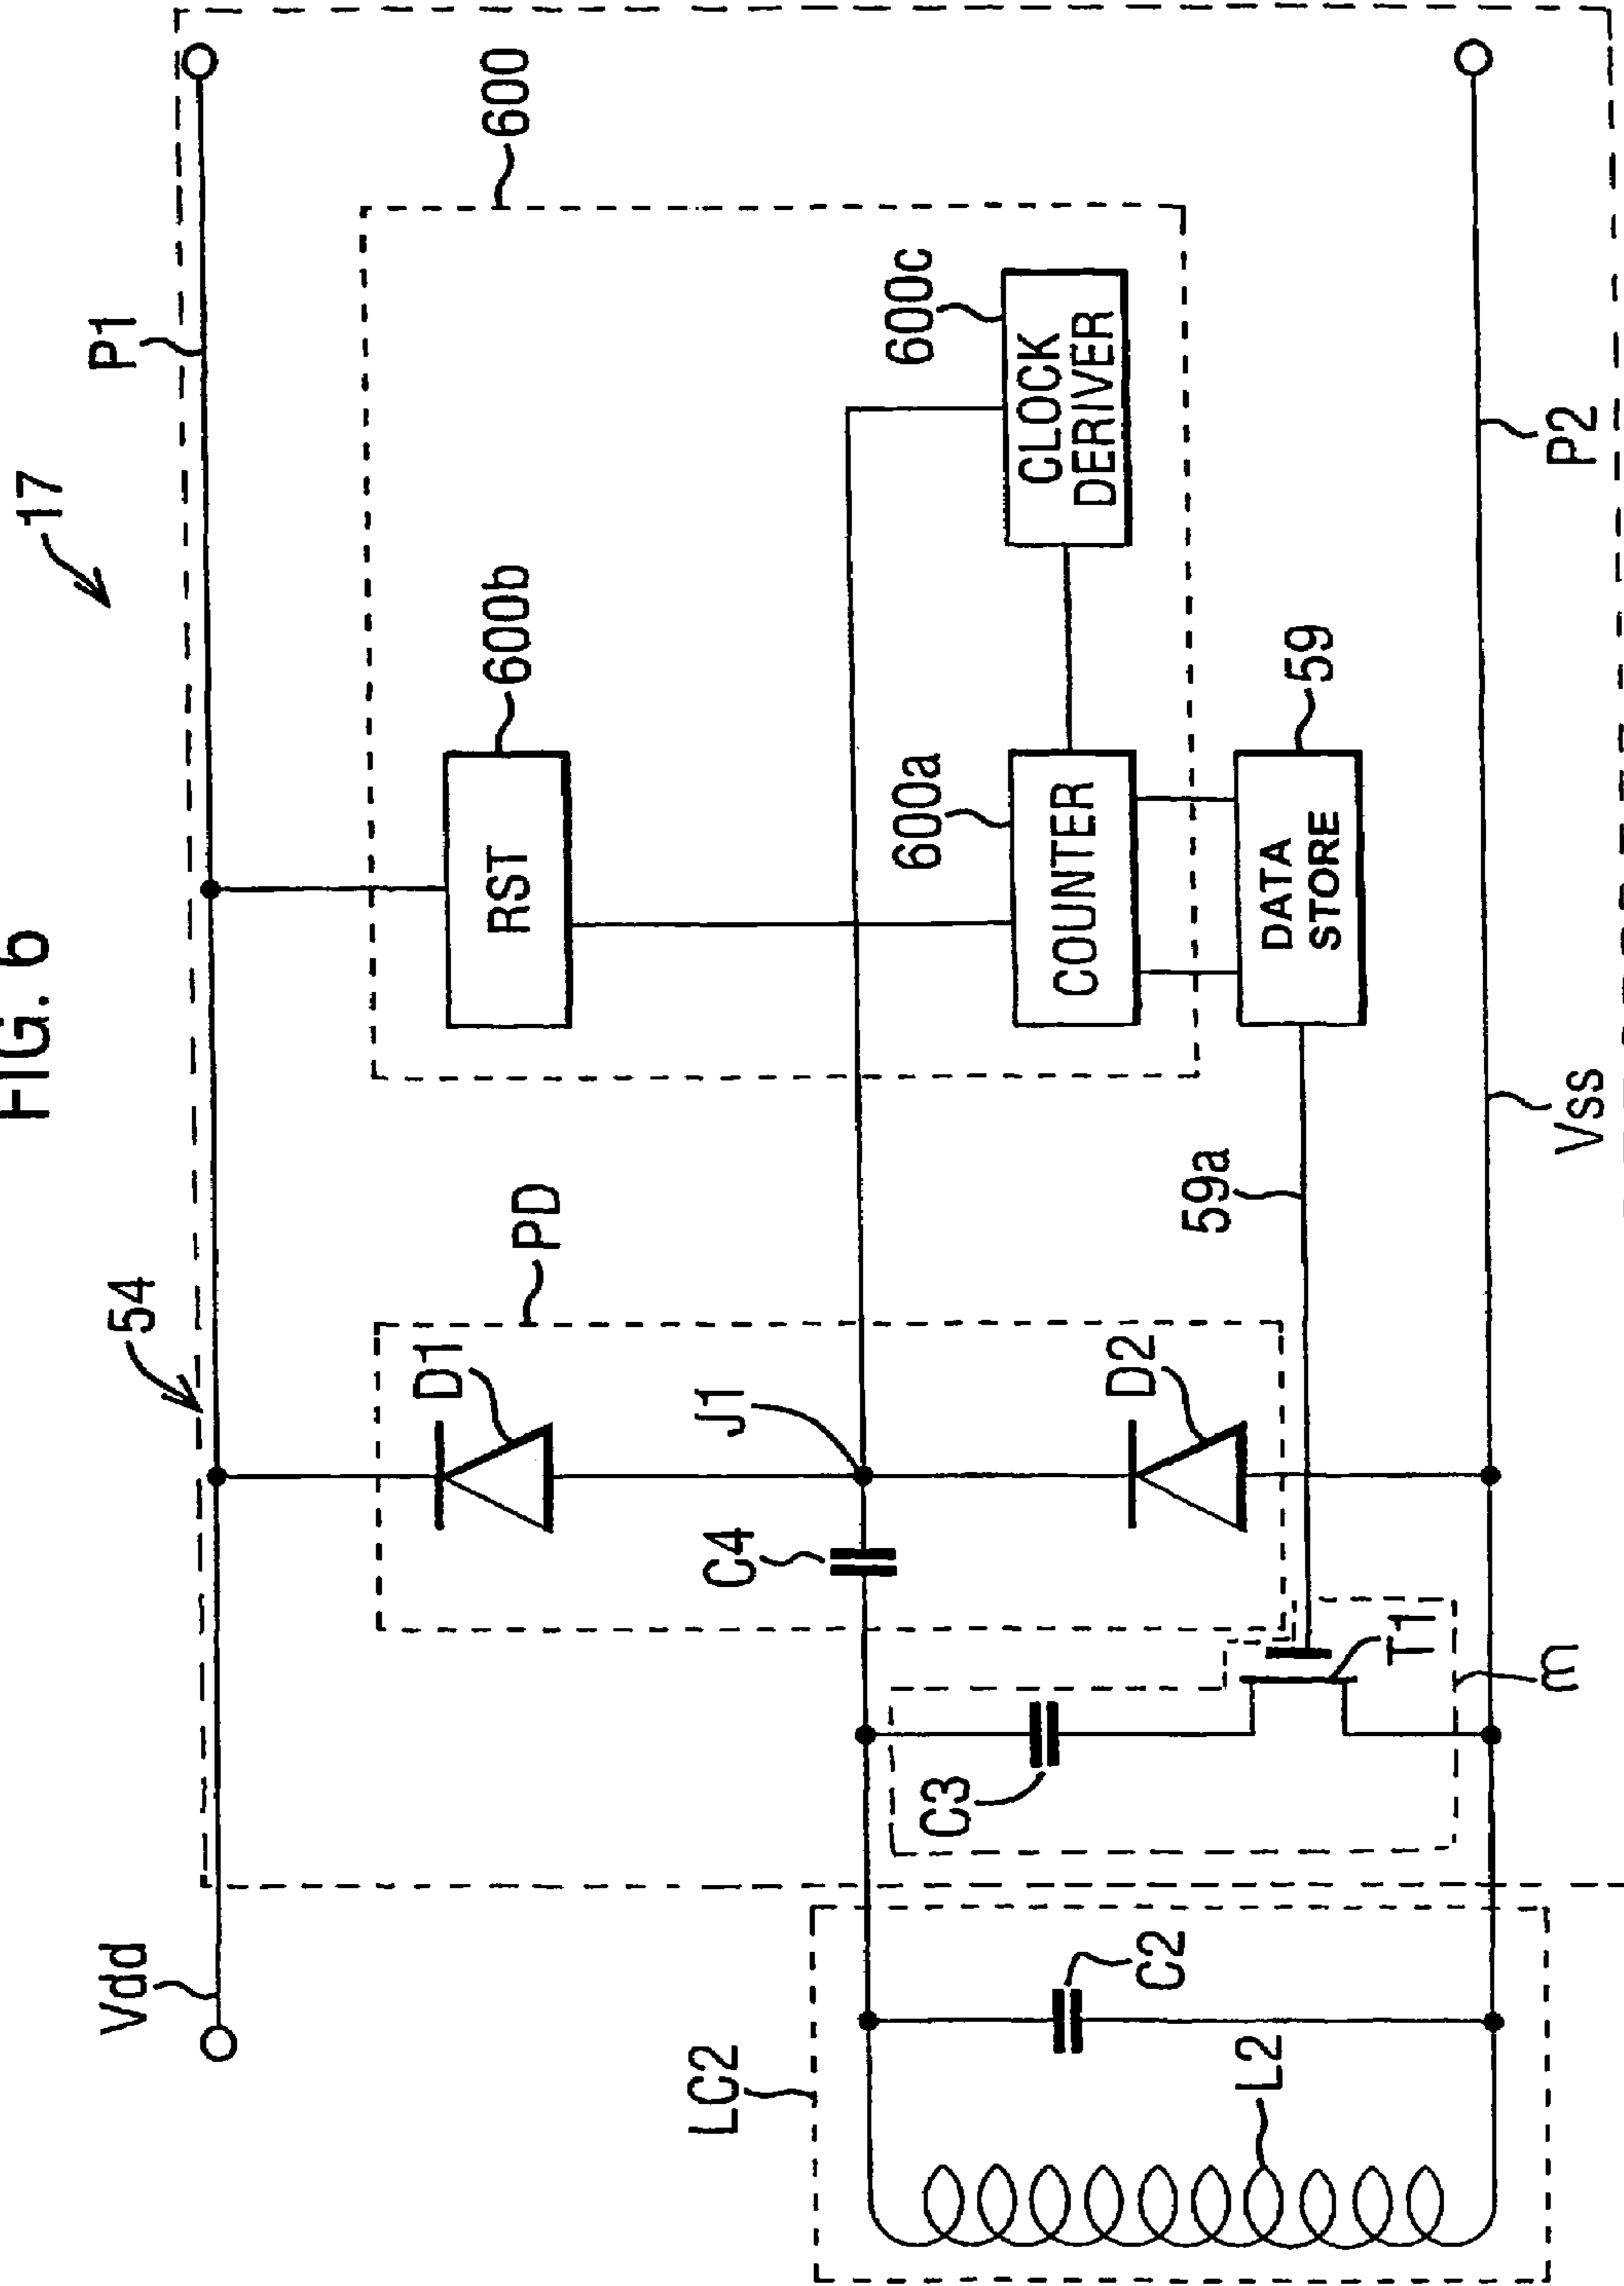 FIG. 6
17
54
P1
Vdd
PD
D1
600
600b
RST
J1
C4
LC2
600a
600c
COUNTER
CLOCK
DERIVER
C3
C2
L2
D2
59a
59
DATA
STORE
T1
m
Vss
P2